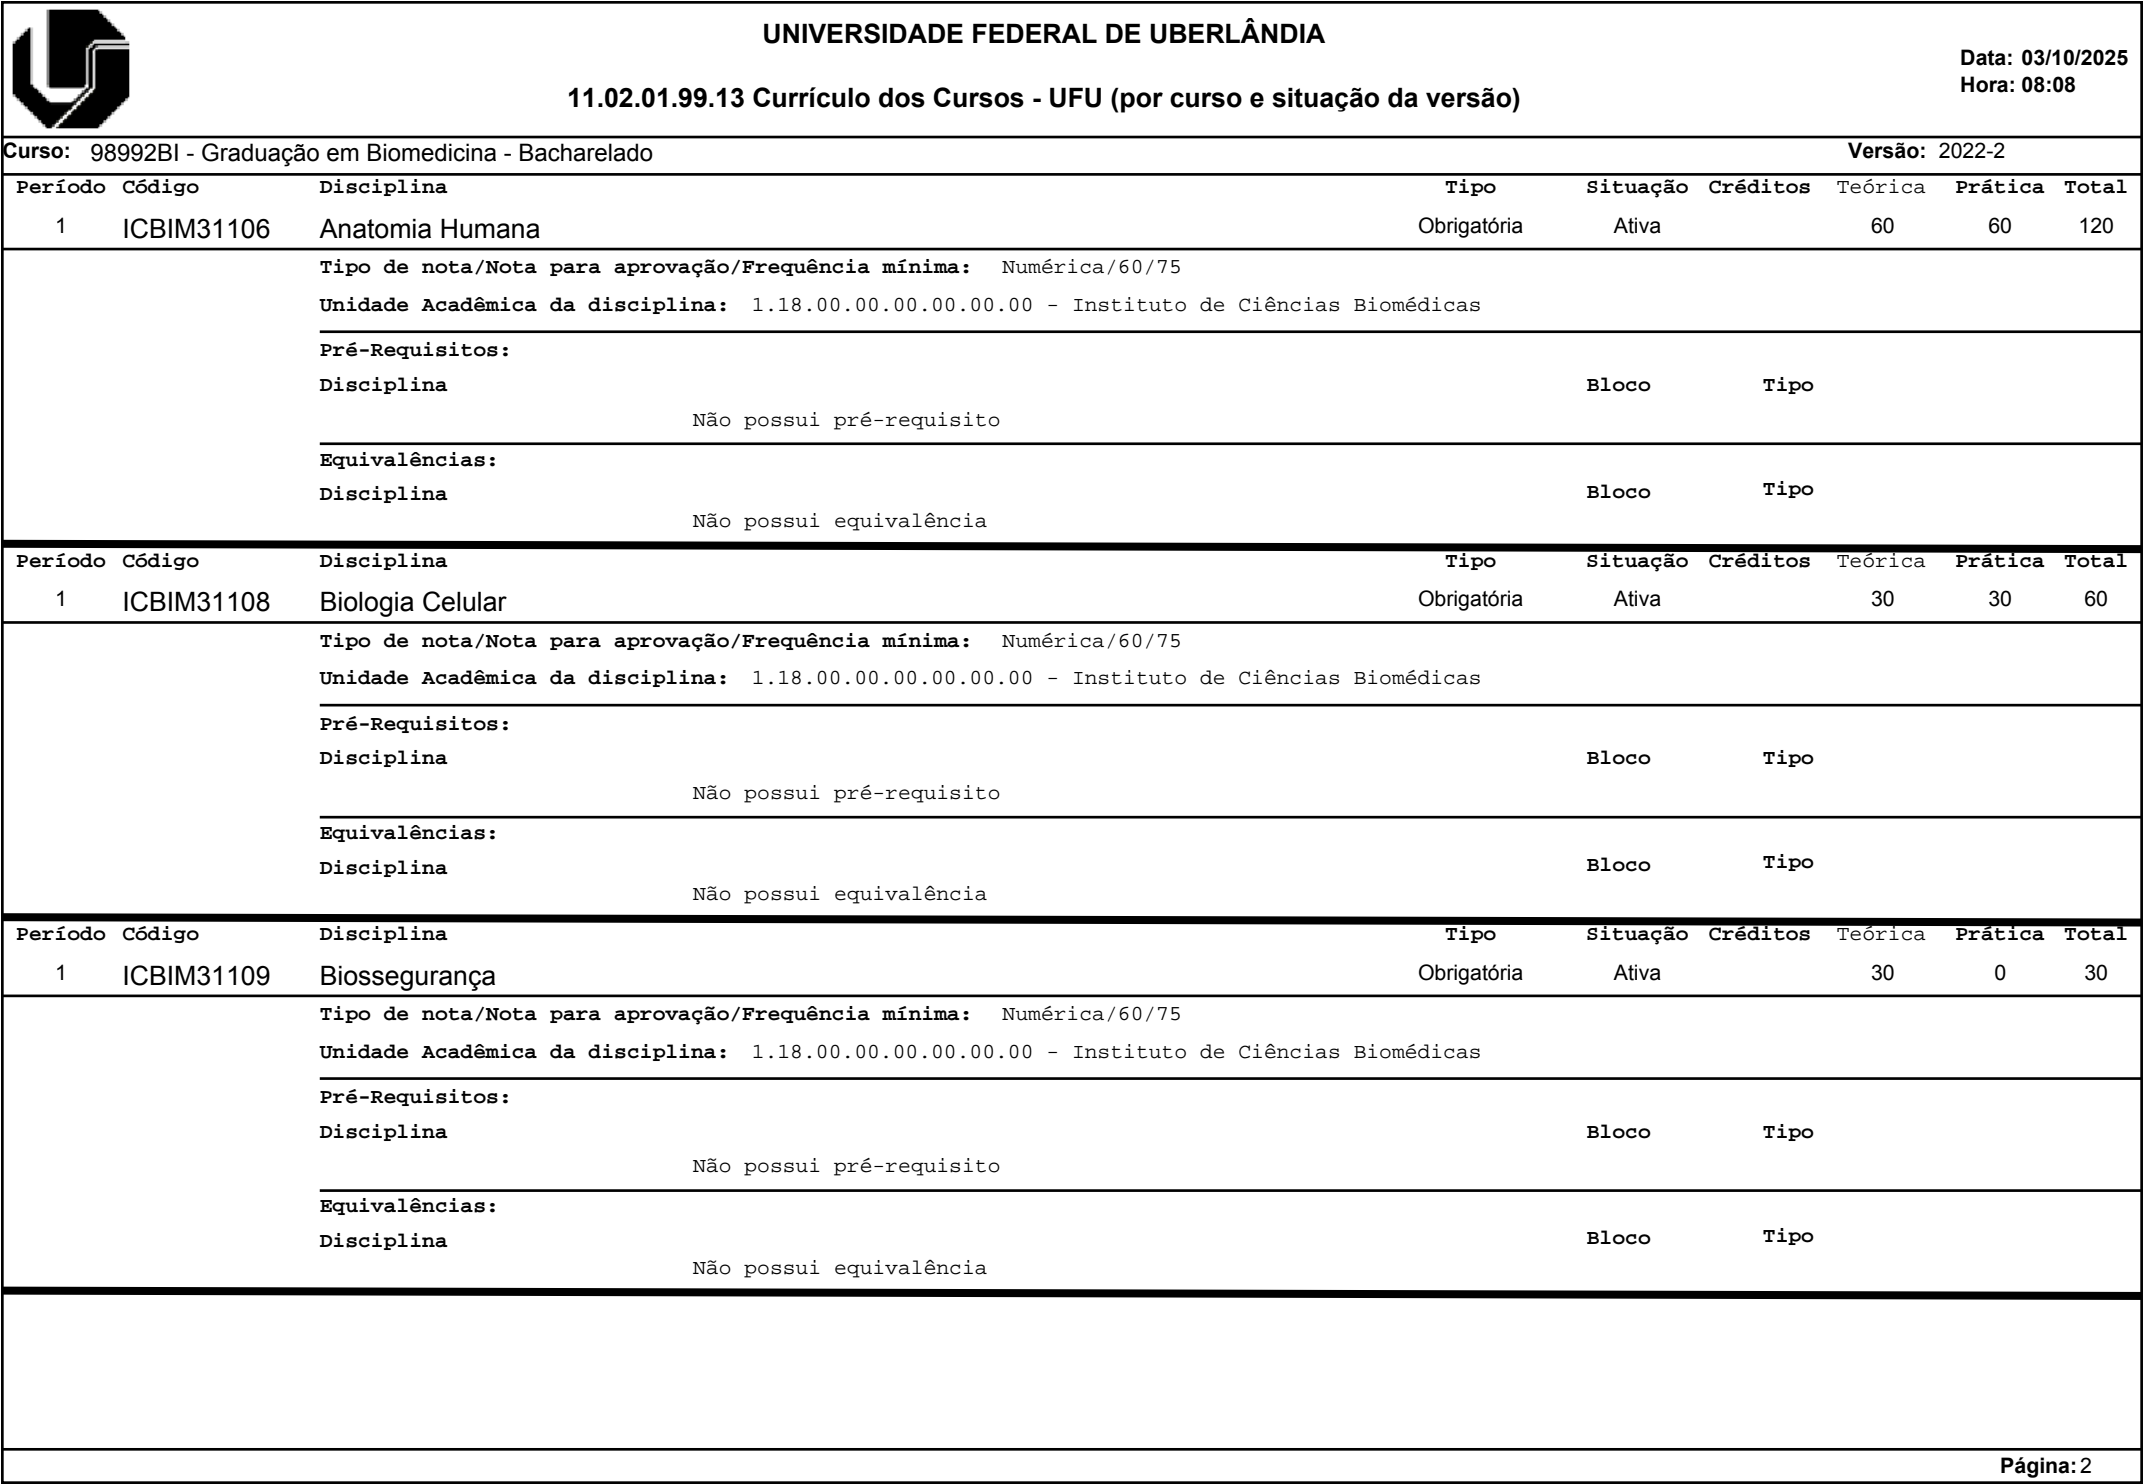 UNIVERSIDADE FEDERAL DE UBERLÂNDIA
Data: 03/10/2025
Hora: 08:08
11.02.01.99.13 Currículo dos Cursos - UFU (por curso e situação da versão)
Curso: 98992BI - Graduação em Biomedicina - Bacharelado Versão: 2022-2
Período Código Disciplina Tipo Situação Créditos Teórica Prática Total
1 ICBIM31106 Anatomia Humana Obrigatória Ativa 60 60 120
Tipo de nota/Nota para aprovação/Frequência mínima: Numérica/60/75
Unidade Acadêmica da disciplina: 1.18.00.00.00.00.00.00 - Instituto de Ciências Biomédicas
Pré-Requisitos:
Disciplina Bloco Tipo
Não possui pré-requisito
Equivalências:
Disciplina Bloco Tipo
Não possui equivalência
Período Código Disciplina Tipo Situação Créditos Teórica Prática Total
1 ICBIM31108 Biologia Celular Obrigatória Ativa 30 30 60
Tipo de nota/Nota para aprovação/Frequência mínima: Numérica/60/75
Unidade Acadêmica da disciplina: 1.18.00.00.00.00.00.00 - Instituto de Ciências Biomédicas
Pré-Requisitos:
Disciplina Bloco Tipo
Não possui pré-requisito
Equivalências:
Disciplina Bloco Tipo
Não possui equivalência
Período Código Disciplina Tipo Situação Créditos Teórica Prática Total
1 ICBIM31109 Biossegurança Obrigatória Ativa 30 0 30
Tipo de nota/Nota para aprovação/Frequência mínima: Numérica/60/75
Unidade Acadêmica da disciplina: 1.18.00.00.00.00.00.00 - Instituto de Ciências Biomédicas
Pré-Requisitos:
Disciplina Bloco Tipo
Não possui pré-requisito
Equivalências:
Disciplina Bloco Tipo
Não possui equivalência
Página: 2